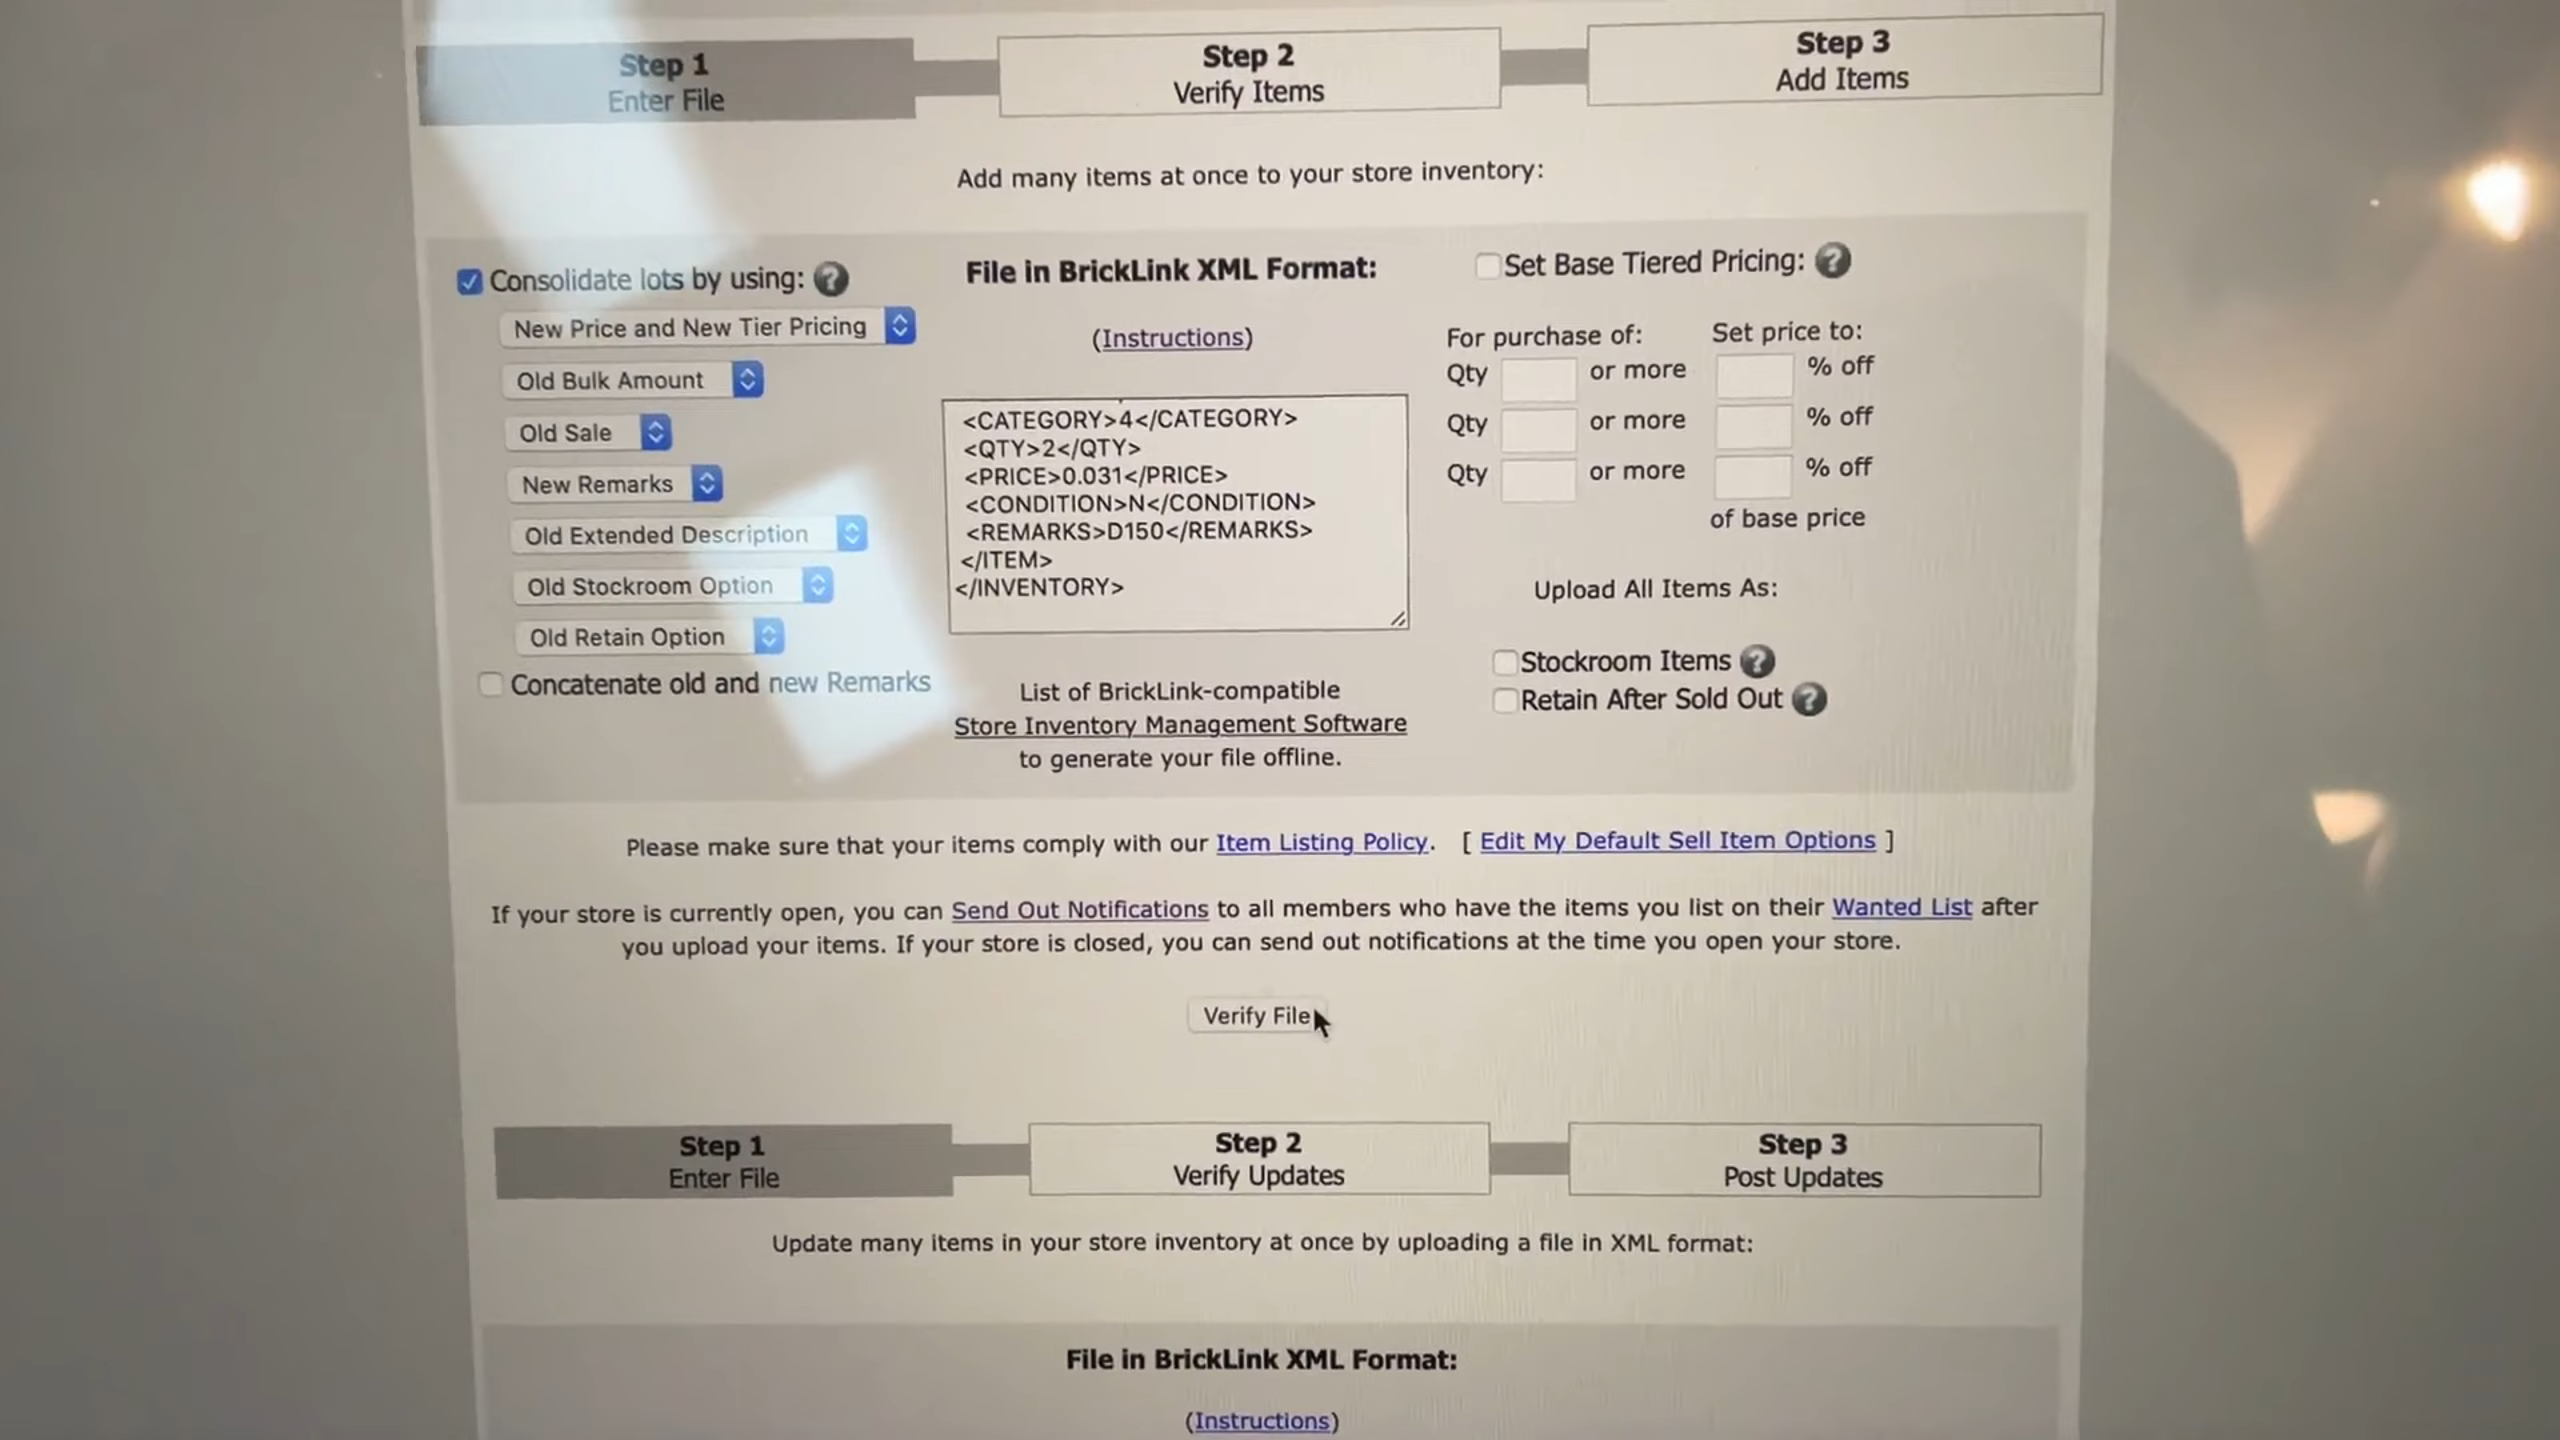 Step 1
Enter File
Step 2
Verify Items
Step 3
Add Items
Add many items at once to your store inventory:
Consolidate lots by using: ?
New Price and New Tier Pricing
Old Bulk Amount
Old Sale
New Remarks
Old Extended Description
Old Stockroom Option
Old Retain Option
Concatenate old and new Remarks
File in BrickLink XML Format:
(Instructions)
<CATEGORY>4</CATEGORY>
<QTY>2</QTY>
<PRICE>0.031</PRICE>
<CONDITION>N</CONDITION>
<REMARKS>D150</REMARKS>
</ITEM>
</INVENTORY>
List of BrickLink-compatible
Store Inventory Management Software
to generate your file offline.
Set Base Tiered Pricing: ?
For purchase of: Set price to:
Qty or more % off
Qty or more % off
Qty or more % off
of base price
Upload All Items As:
Stockroom Items ?
Retain After Sold Out ?
Please make sure that your items comply with our Item Listing Policy. [ Edit My Default Sell Item Options ]
If your store is currently open, you can Send Out Notifications to all members who have the items you list on their Wanted List after
you upload your items. If your store is closed, you can send out notifications at the time you open your store.
Verify File
Step 1
Enter File
Step 2
Verify Updates
Step 3
Post Updates
Update many items in your store inventory at once by uploading a file in XML format:
File in BrickLink XML Format:
(Instructions)